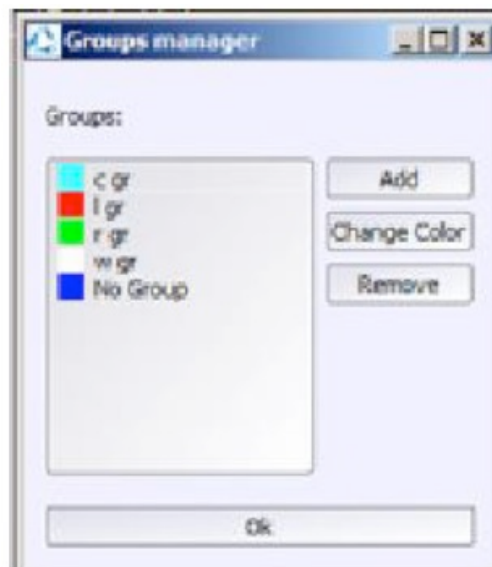 Groups manager
Groups:
c gr
l gr
r gr
w gr
No Group
Add
Change Color
Remove
Ok